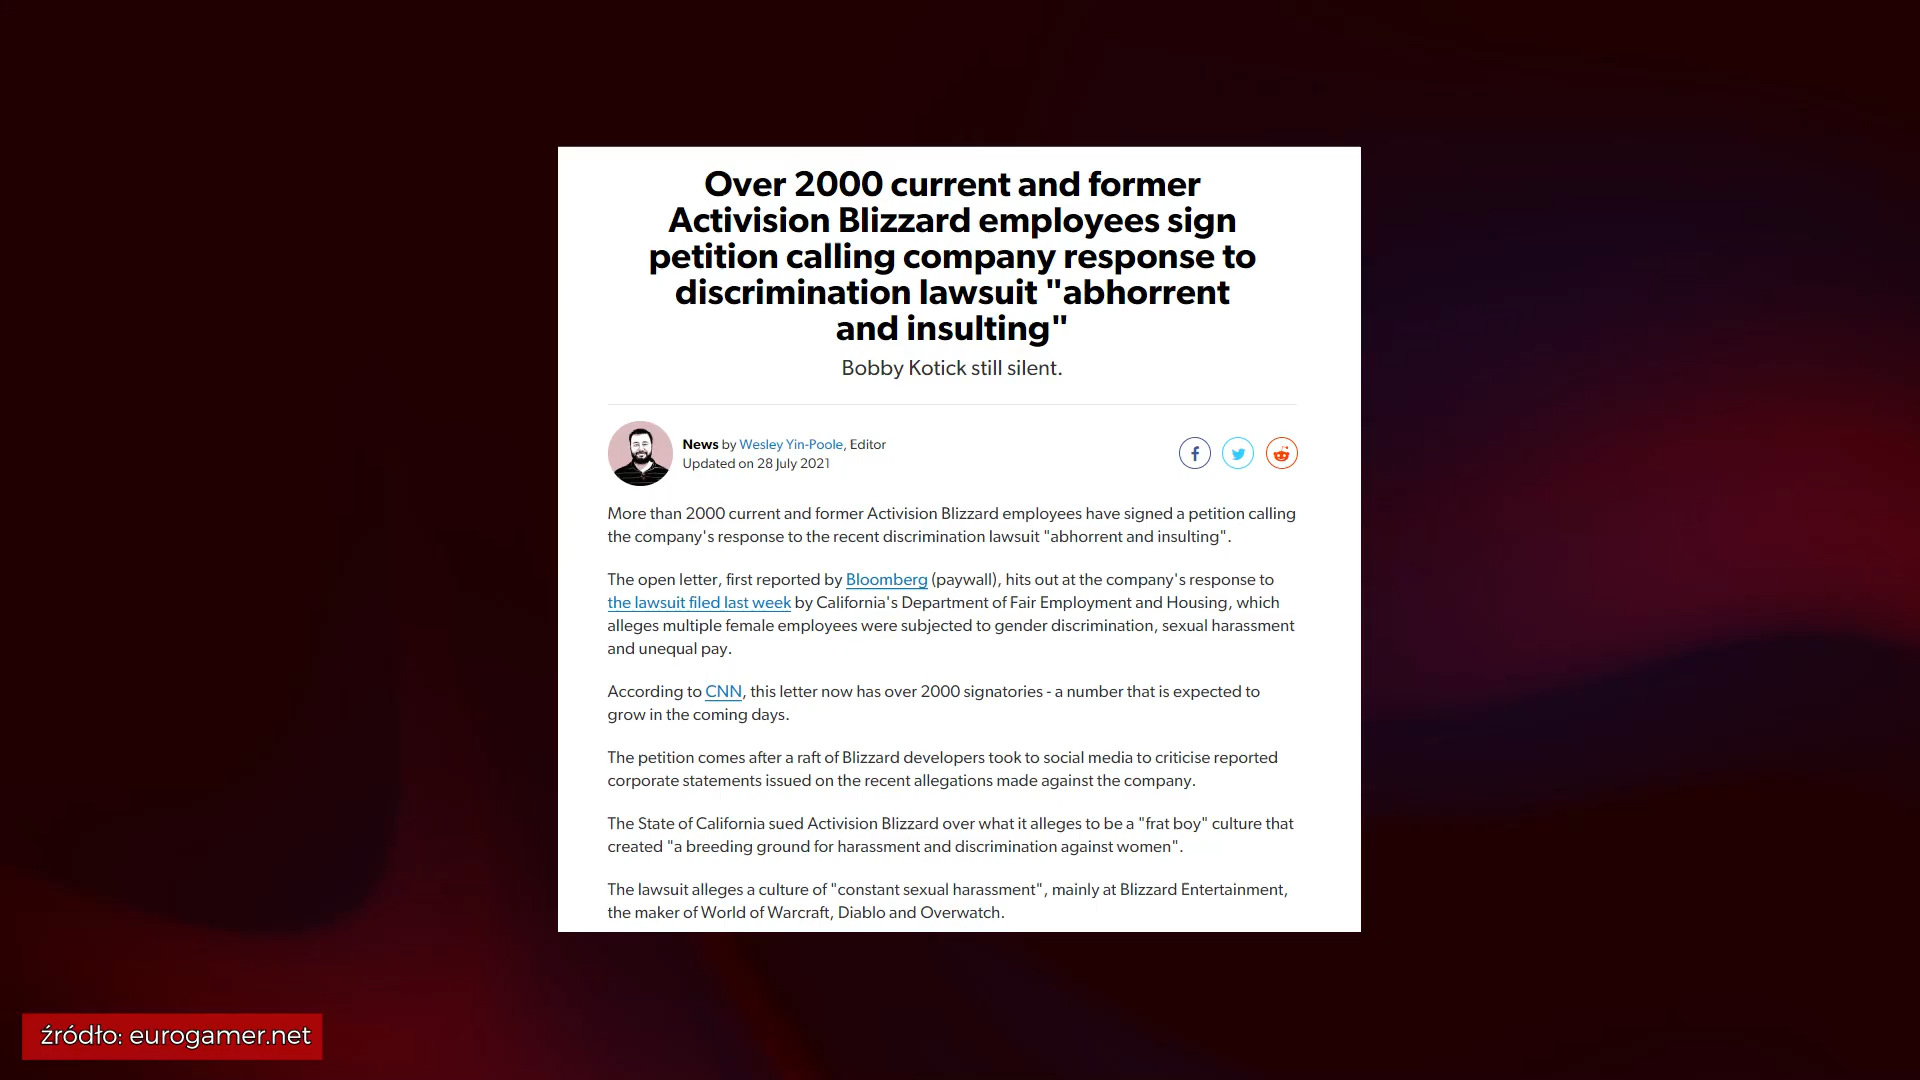 Over 2000 current and former
Activision Blizzard employees sign
petition calling company response to
discrimination lawsuit "abhorrent
and insulting"
Bobby Kotick still silent.
News by Wesley Yin-Poole, Editor
Updated on 28 July 2021
More than 2000 current and former Activision Blizzard employees have signed a petition calling
the company's response to the recent discrimination lawsuit "abhorrent and insulting".
The open letter, first reported by Bloomberg (paywall), hits out at the company's response to
the lawsuit filed last week by California's Department of Fair Employment and Housing, which
alleges multiple female employees were subjected to gender discrimination, sexual harassment
and unequal pay.
According to CNN, this letter now has over 2000 signatories - a number that is expected to
grow in the coming days.
The petition comes after a raft of Blizzard developers took to social media to criticise reported
corporate statements issued on the recent allegations made against the company.
The State of California sued Activision Blizzard over what it alleges to be a "frat boy" culture that
created "a breeding ground for harassment and discrimination against women".
The lawsuit alleges a culture of "constant sexual harassment", mainly at Blizzard Entertainment,
the maker of World of Warcraft, Diablo and Overwatch.
źródło: eurogamer.net